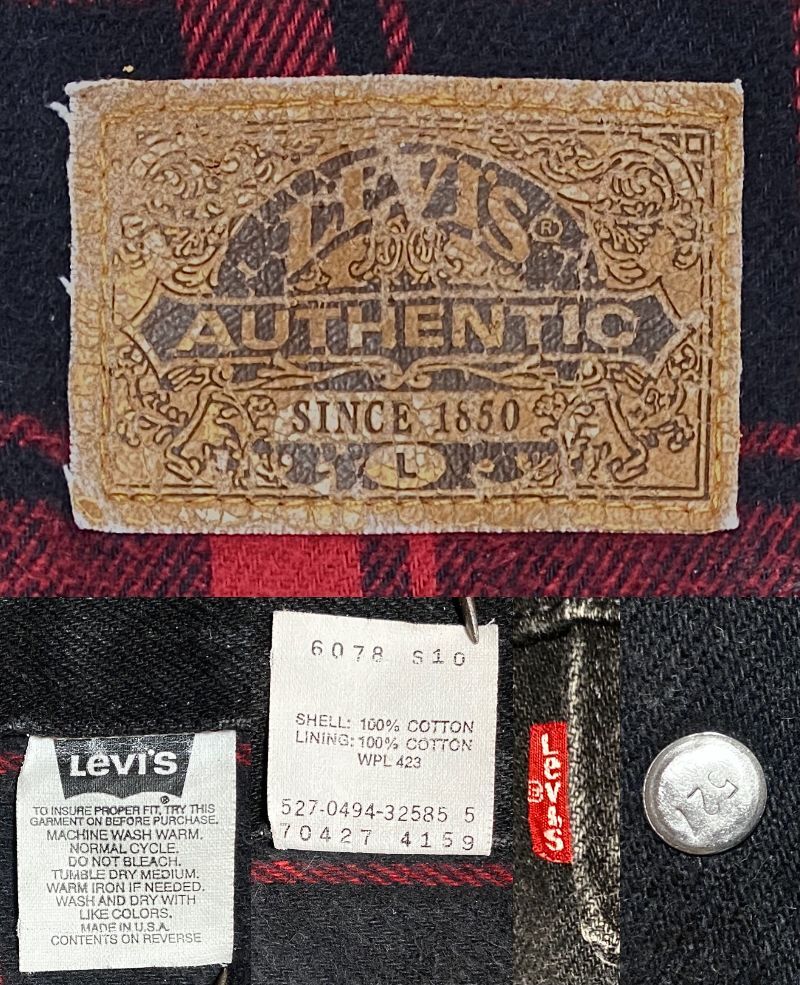 LEVI'S ®
AUTHENTIC
SINCE 1850
L
LEVI'S
®
TO INSURE PROPER FIT, TRY THIS
GARMENT ON BEFORE PURCHASE.
MACHINE WASH WARM.
NORMAL CYCLE.
DO NOT BLEACH.
TUMBLE DRY MEDIUM.
WARM IRON IF NEEDED.
WASH AND DRY WITH
LIKE COLORS.
MADE IN U.S.A.
CONTENTS ON REVERSE
6078 S10
SHELL: 100% COTTON
LINING: 100% COTTON
WPL 423
527-0494-32585 5
70427 4159
LEVI'S
®
527